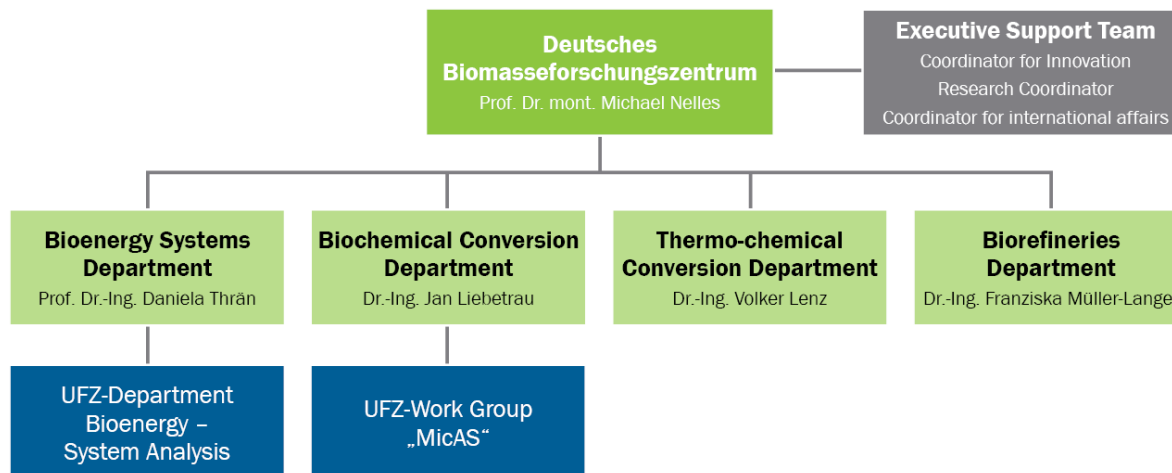 Deutsches
Biomasseforschungszentrum
Prof. Dr. mont. Michael Nelles
Executive Support Team
Coordinator for Innovation
Research Coordinator
Coordinator for international affairs
Bioenergy Systems
Department
Prof. Dr.-Ing. Daniela Thrän
Biochemical Conversion
Department
Dr.-Ing. Jan Liebetrau
Thermo-chemical
Conversion Department
Dr.-Ing. Volker Lenz
Biorefineries
Department
Dr.-Ing. Franziska Müller-Lange
UFZ-Department
Bioenergy –
System Analysis
UFZ-Work Group
„MicAS“